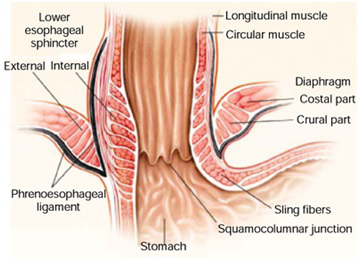 Lower
esophageal
sphincter
External Internal
Phrenoesophageal
ligament
Stomach
Longitudinal muscle
Circular muscle
Diaphragm
Costal part
Crural part
Sling fibers
Squamocolumnar junction